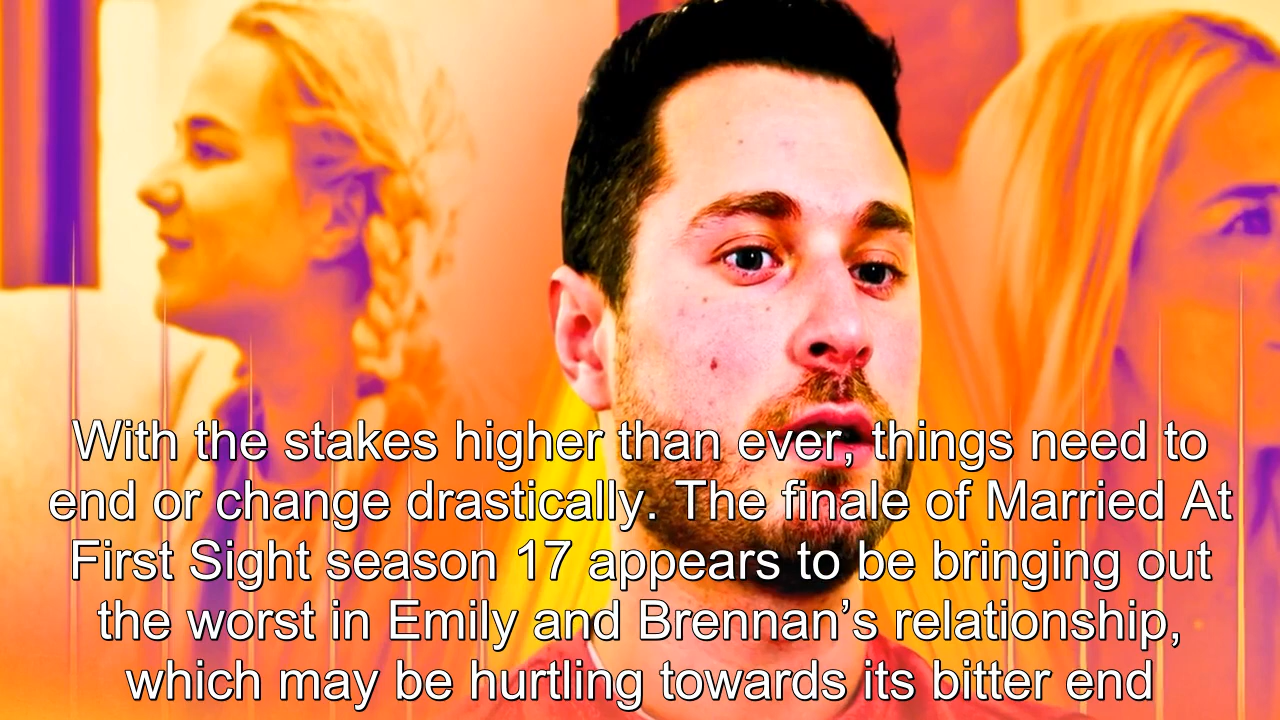 With the stakes higher than ever, things need to
end or change drastically. The finale of Married At
First Sight season 17 appears to be bringing out
the worst in Emily and Brennan’s relationship,
which may be hurtling towards its bitter end